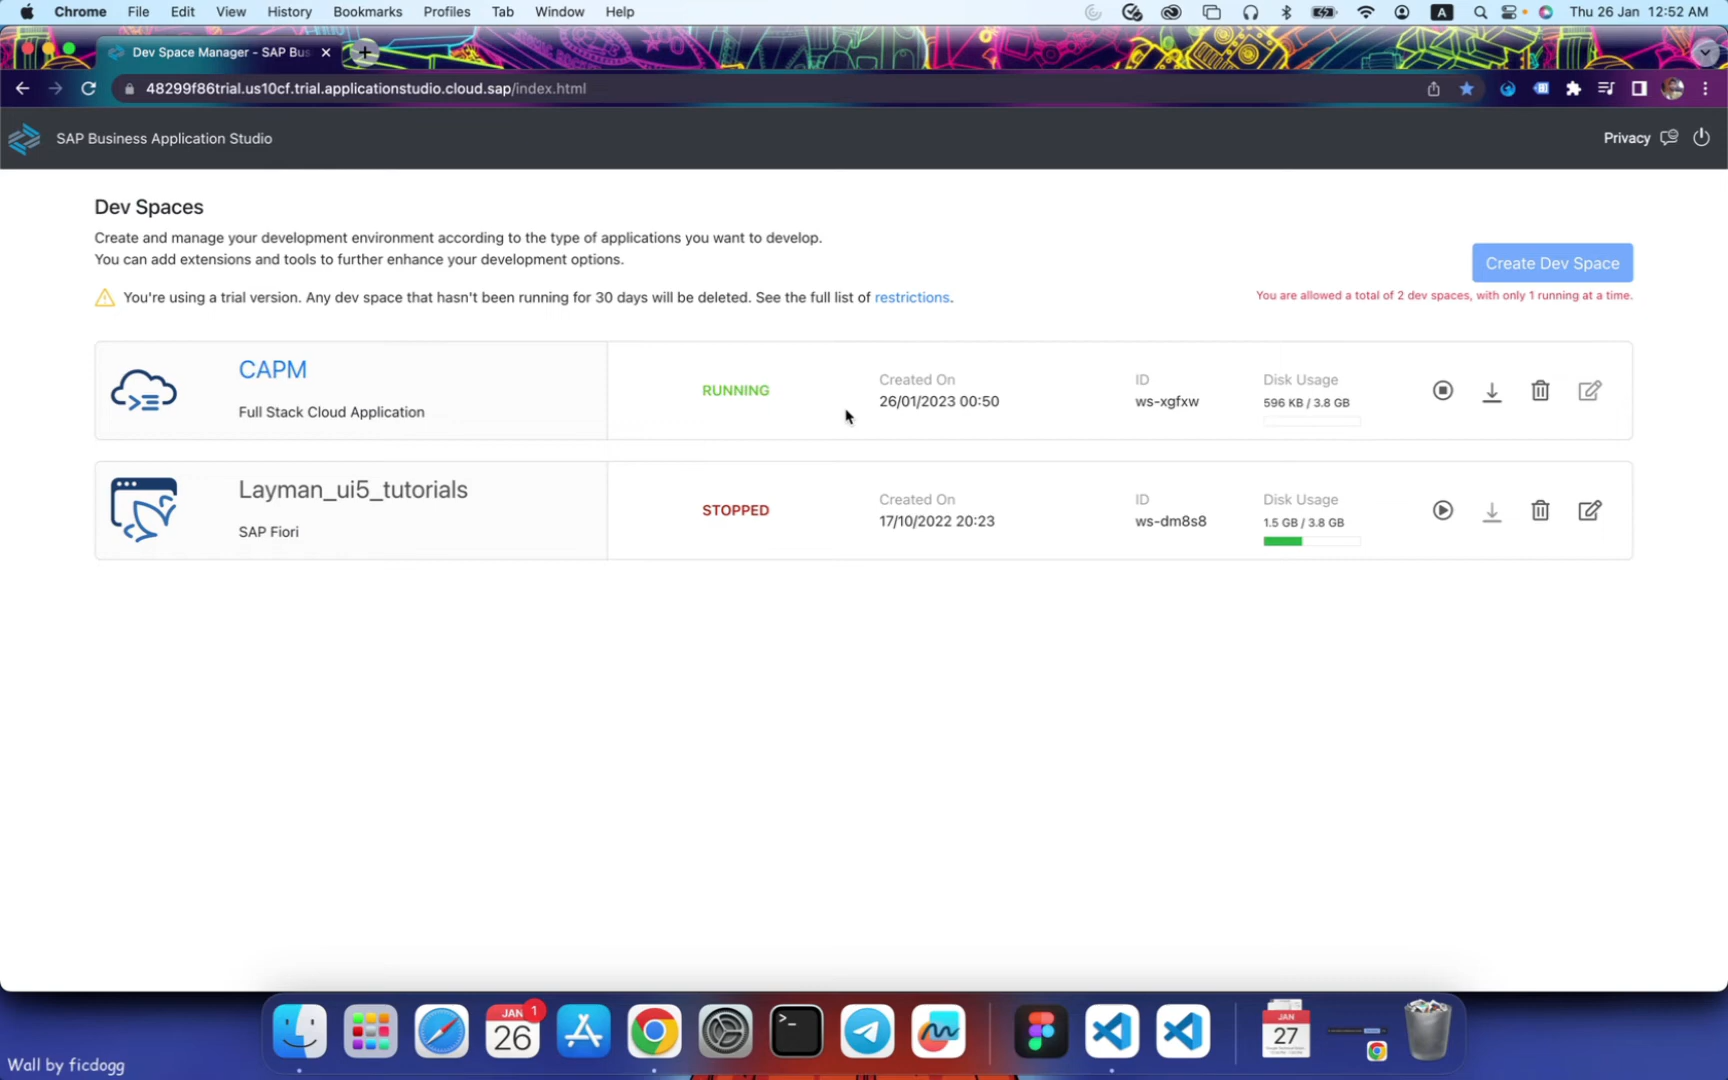 Chrome File Edit View History Bookmarks Profiles Tab Window Help A Thu 26 Jan 12:52 AM
Dev Space Manager - SAP Bus
48299f86trial.us10cf.trial.applicationstudio.cloud.sap/index.html
SAP Business Application Studio
Privacy
Dev Spaces
Create and manage your development environment according to the type of applications you want to develop.
You can add extensions and tools to further enhance your development options.
Create Dev Space
You're using a trial version. Any dev space that hasn't been running for 30 days will be deleted. See the full list of restrictions.
You are allowed a total of 2 dev spaces, with only 1 running at a time.
CAPM
Full Stack Cloud Application
RUNNING
Created On
26/01/2023 00:50
ID
ws-xgfxw
Disk Usage
596 KB / 3.8 GB
Layman_ui5_tutorials
SAP Fiori
STOPPED
Created On
17/10/2022 20:23
ID
ws-dm8s8
Disk Usage
1.5 GB / 3.8 GB
JAN
26
1
JAN
27
Wall by ficdogg